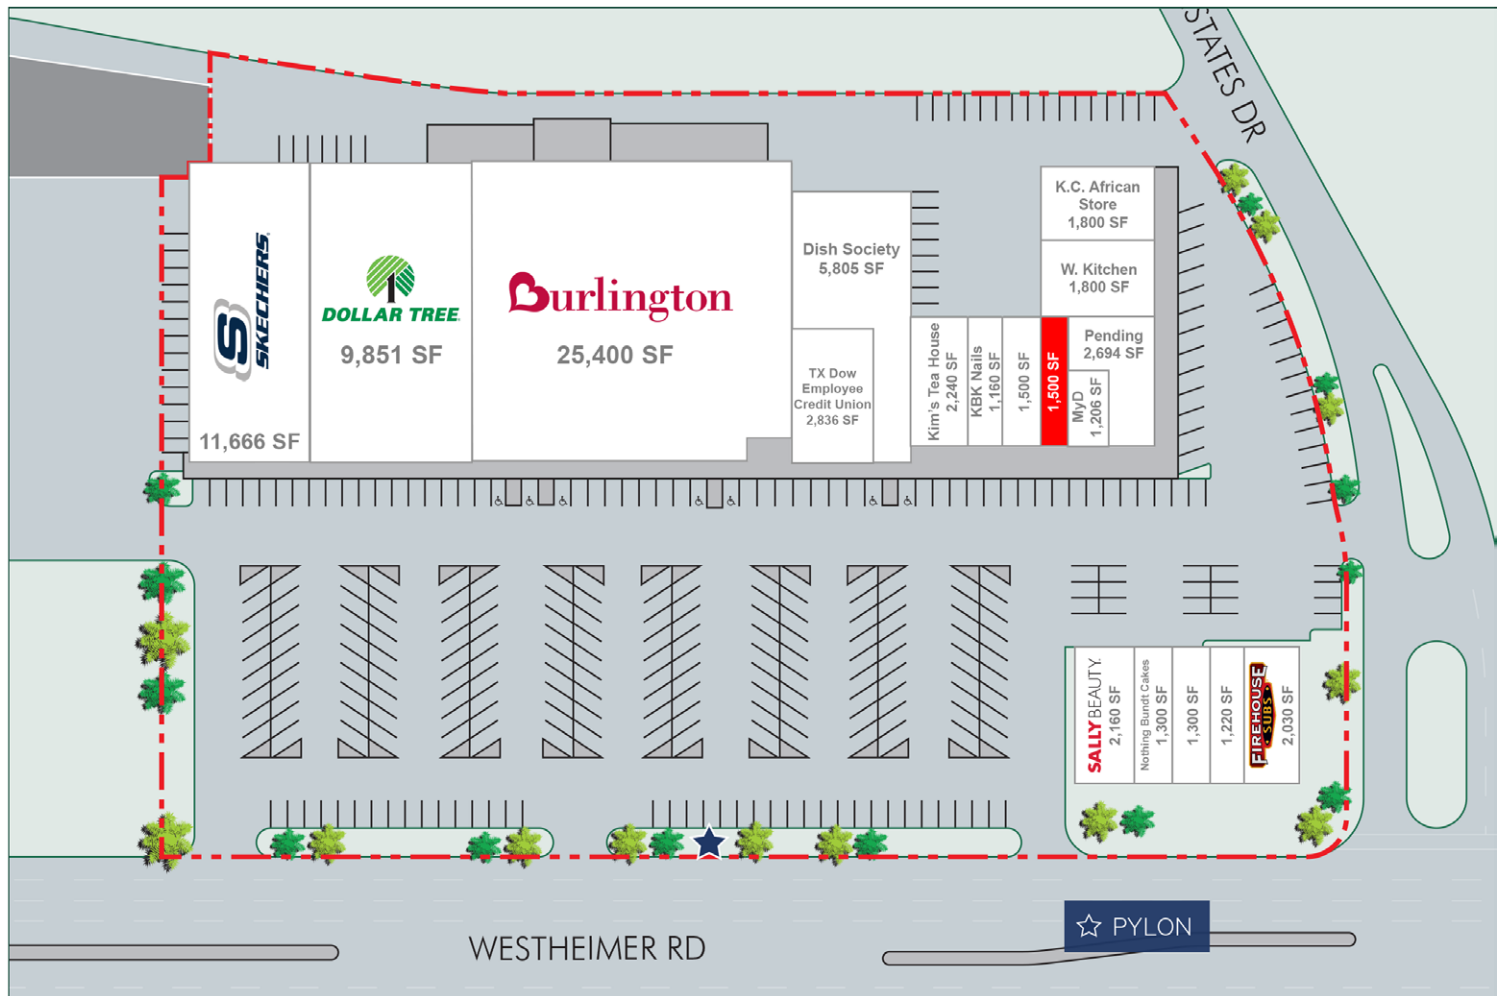 STATES DR
S
SKECHERS
11,666 SF
DOLLAR TREE
9,851 SF
Burlington
25,400 SF
Dish Society
5,805 SF
TX Dow
Employee
Credit Union
2,836 SF
Kim's Tea House
2,240 SF
KBK Nails
1,160 SF
1,500 SF
1,500 SF
MyD
1,206 SF
Pending
2,694 SF
K.C. African
Store
1,800 SF
W. Kitchen
1,800 SF
SALLY BEAUTY.
2,160 SF
Nothing Bundt Cakes
1,300 SF
1,300 SF
1,220 SF
FIREHOUSE
SUBS
2,030 SF
PYLON
WESTHEIMER RD